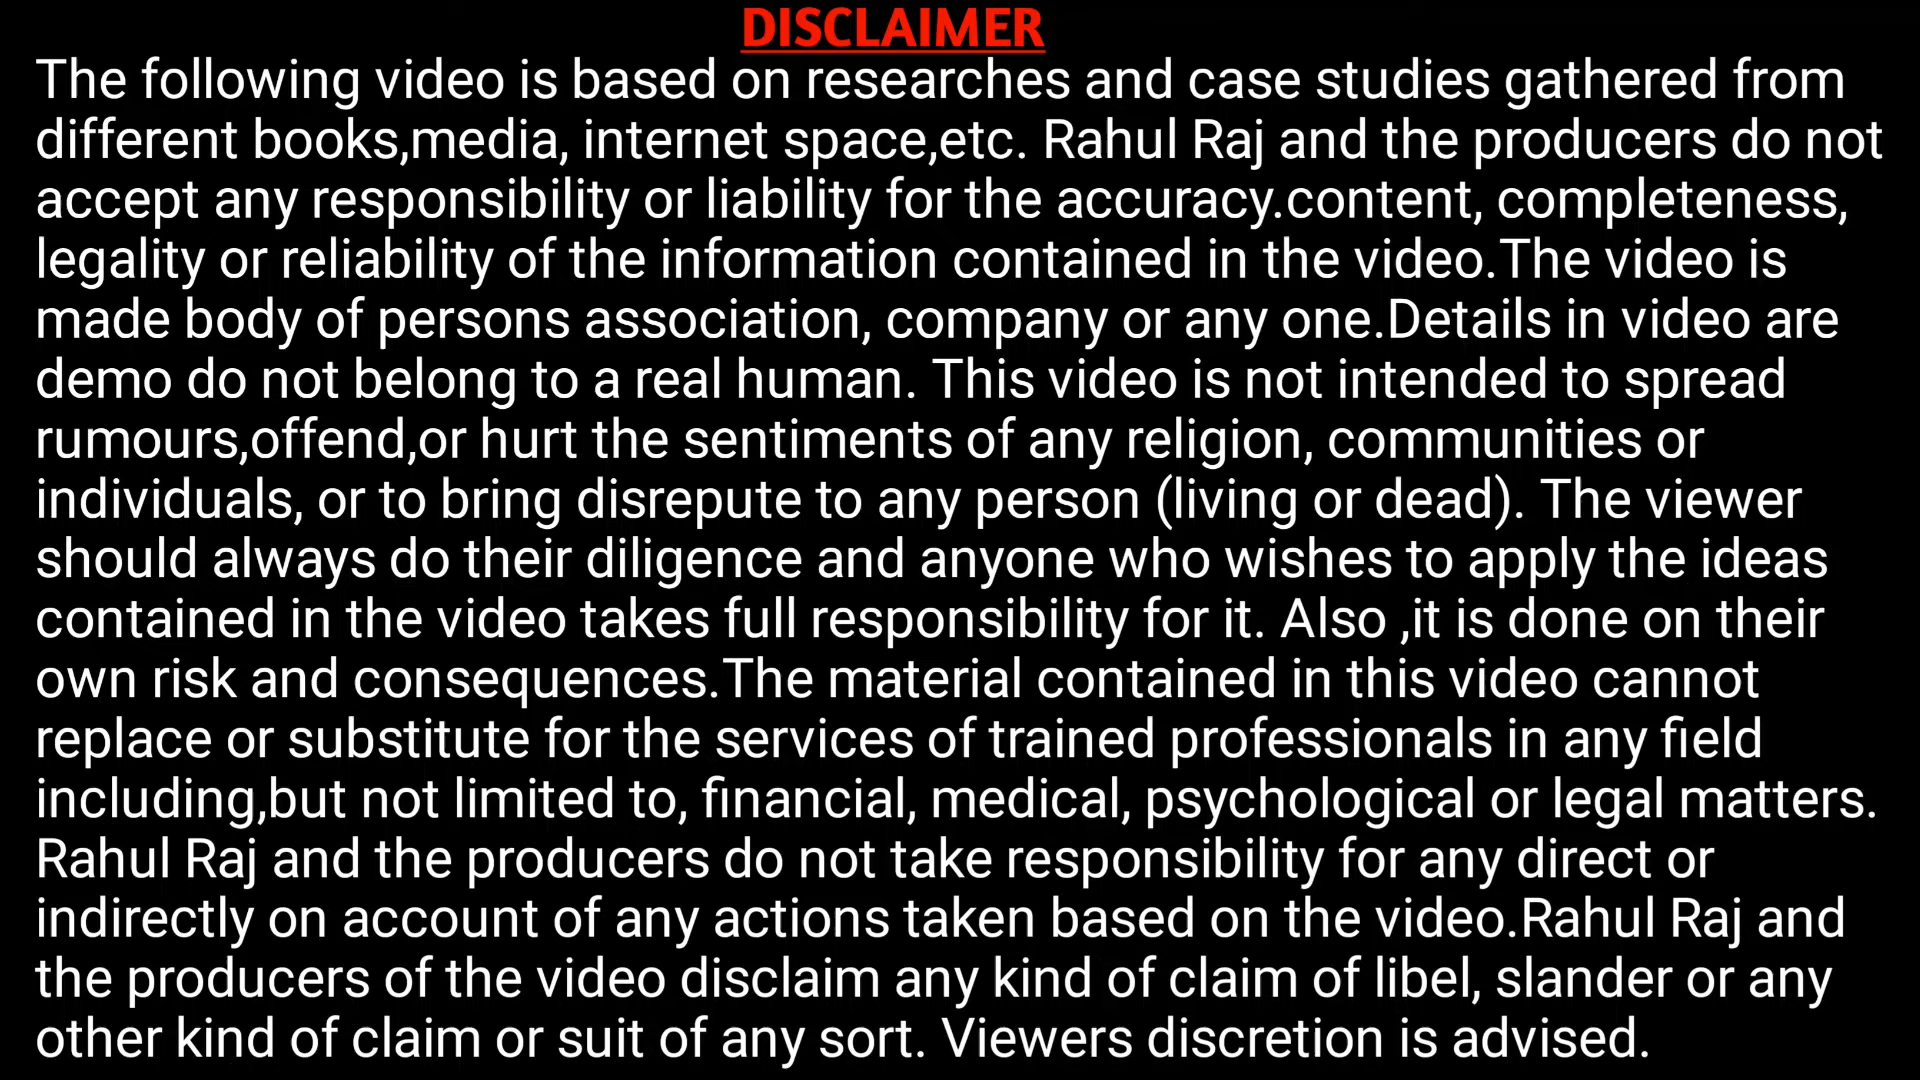 DISCLAIMER
The following video is based on researches and case studies gathered from
different books,media, internet space,etc. Rahul Raj and the producers do not
accept any responsibility or liability for the accuracy.content, completeness,
legality or reliability of the information contained in the video.The video is
made body of persons association, company or any one.Details in video are
demo do not belong to a real human. This video is not intended to spread
rumours,offend,or hurt the sentiments of any religion, communities or
individuals, or to bring disrepute to any person (living or dead). The viewer
should always do their diligence and anyone who wishes to apply the ideas
contained in the video takes full responsibility for it. Also ,it is done on their
own risk and consequences.The material contained in this video cannot
replace or substitute for the services of trained professionals in any field
including,but not limited to, financial, medical, psychological or legal matters.
Rahul Raj and the producers do not take responsibility for any direct or
indirectly on account of any actions taken based on the video.Rahul Raj and
the producers of the video disclaim any kind of claim of libel, slander or any
other kind of claim or suit of any sort. Viewers discretion is advised.